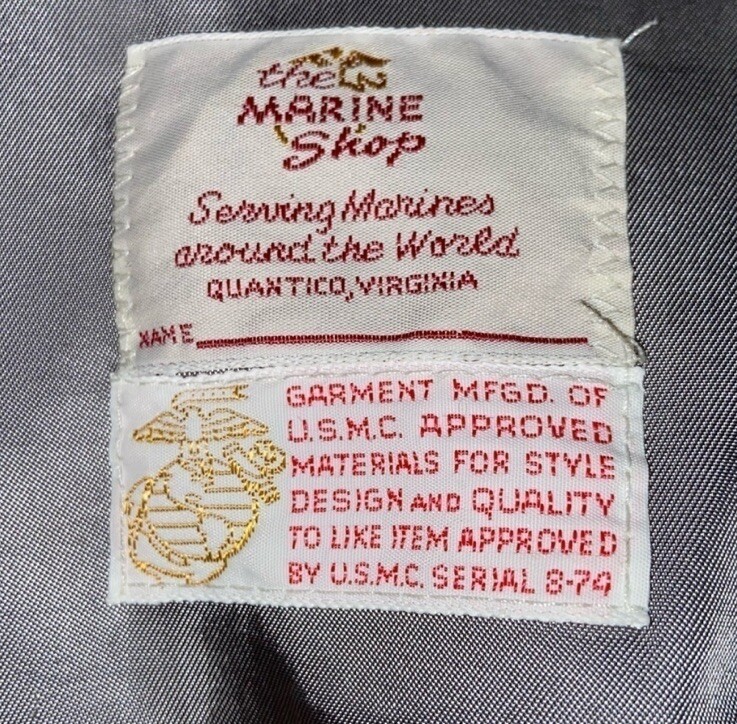 the
MARINE
Shop
Serving Marines
around the World
QUANTICO, VIRGINIA
NAME
GARMENT MFGD. OF
U.S.M.C. APPROVED
MATERIALS FOR STYLE
DESIGN AND QUALITY
TO LIKE ITEM APPROVED
BY U.S.M.C. SERIAL 8-74